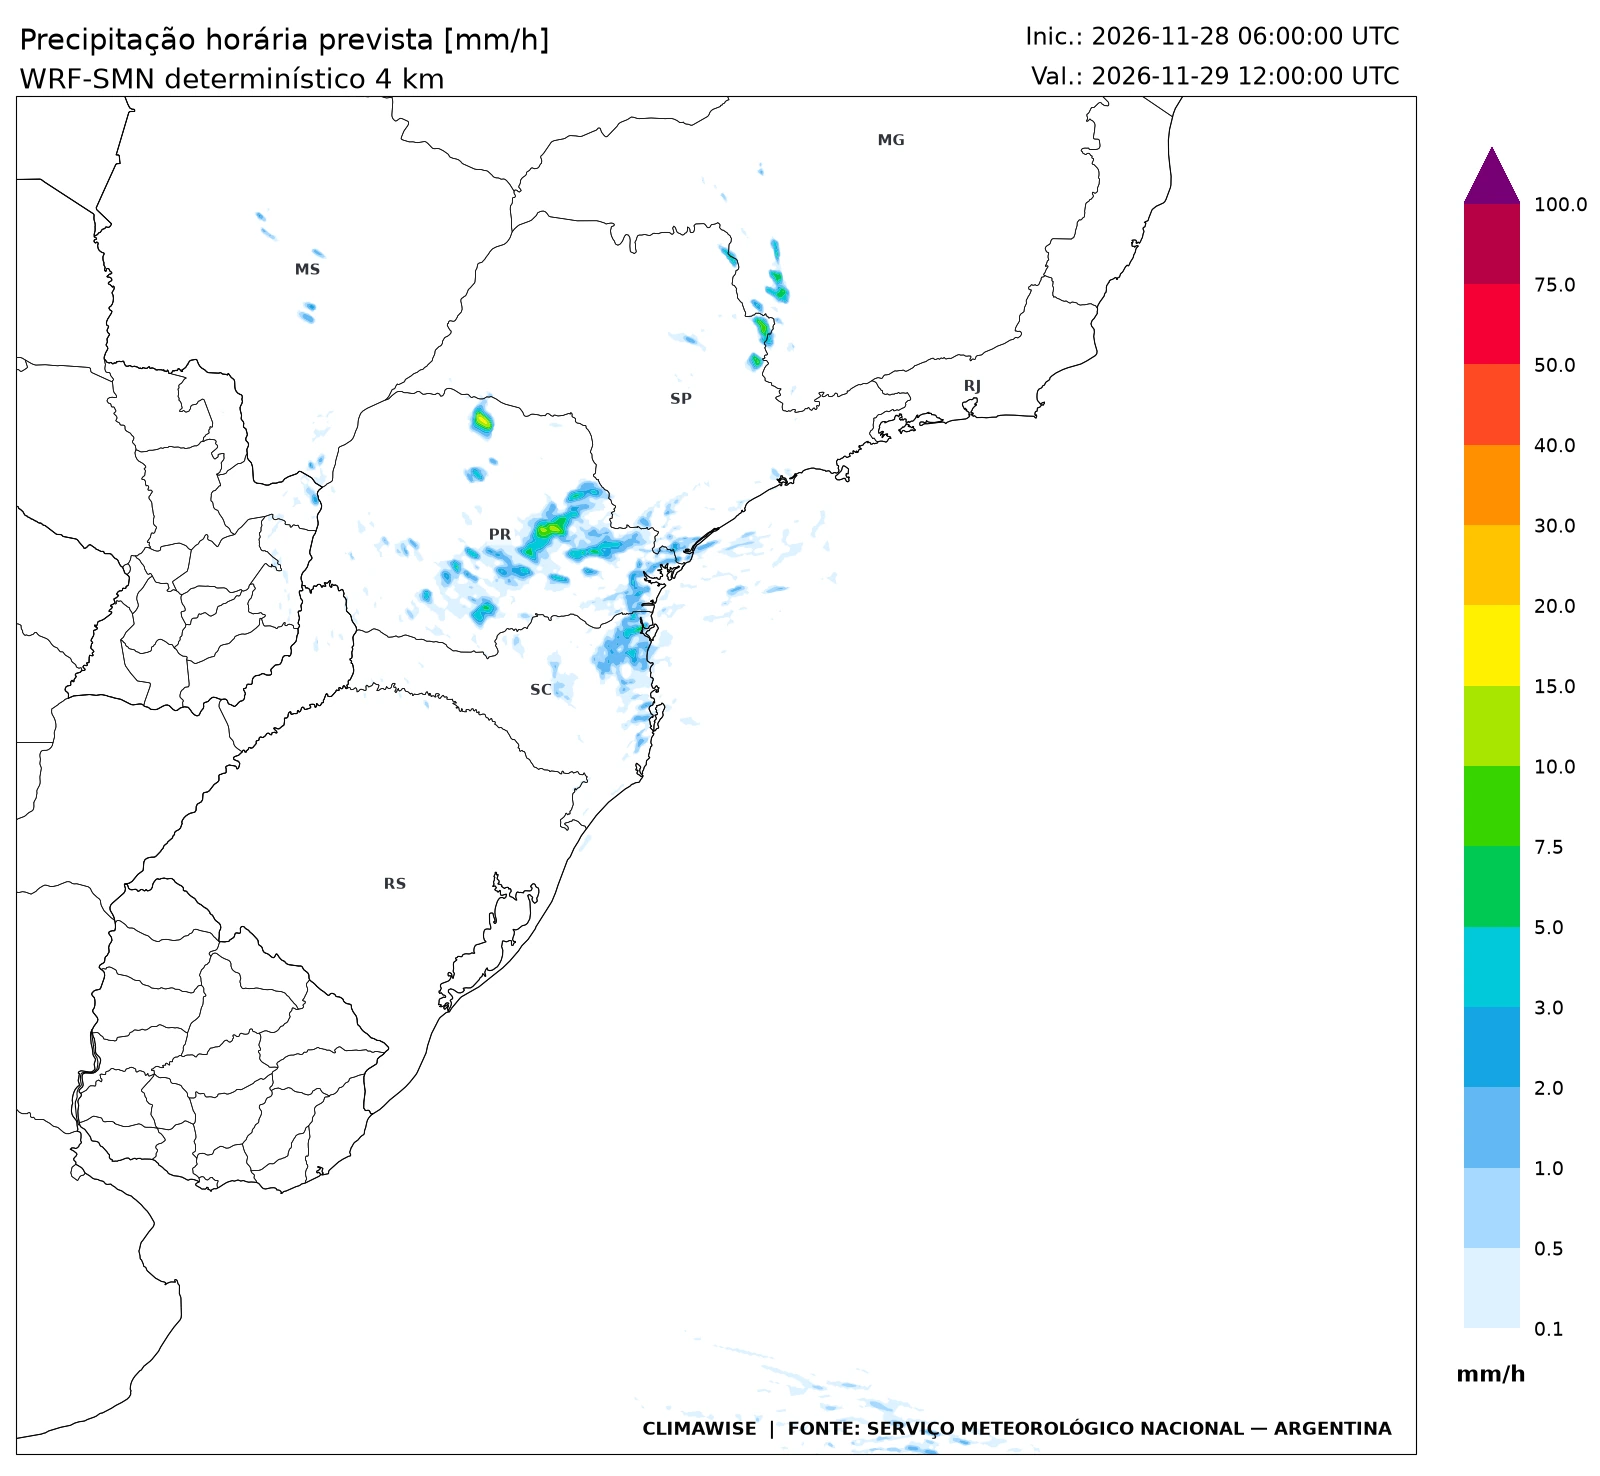 Precipitação horária prevista [mm/h]
WRF-SMN determinístico 4 km
Inic.: 2026-11-28 06:00:00 UTC
Val.: 2026-11-29 12:00:00 UTC
MG
MS
SP
RJ
PR
SC
RS
100.0
75.0
50.0
40.0
30.0
20.0
15.0
10.0
7.5
5.0
3.0
2.0
1.0
0.5
0.1
mm/h
CLIMAWISE | FONTE: SERVIÇO METEOROLÓGICO NACIONAL — ARGENTINA